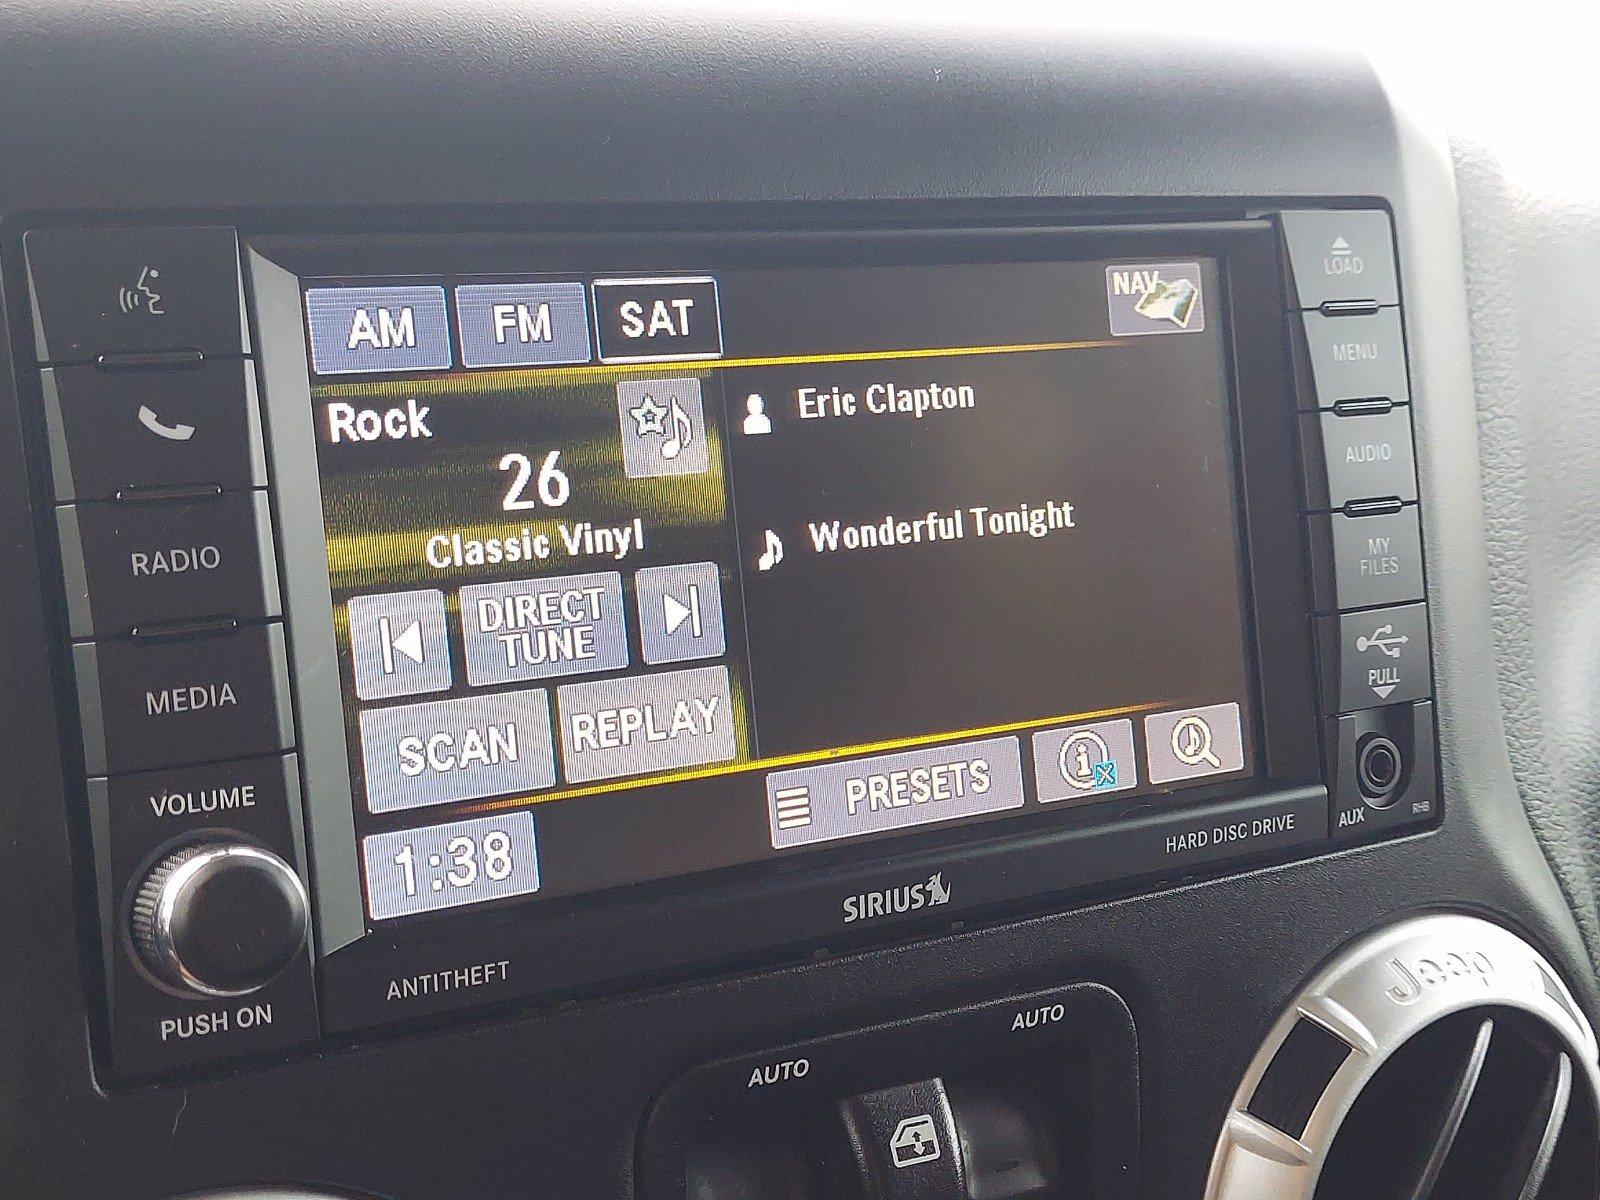 AM FM SAT
NAV
Rock
26
Classic Vinyl
Eric Clapton
Wonderful Tonight
DIRECT
TUNE
SCAN REPLAY
PRESETS
1:38
RADIO
MEDIA
VOLUME
PUSH ON
ANTITHEFT
SIRIUS
HARD DISC DRIVE
LOAD
MENU
AUDIO
MY
FILES
PULL
AUX
RHB
AUTO
AUTO
Jeep